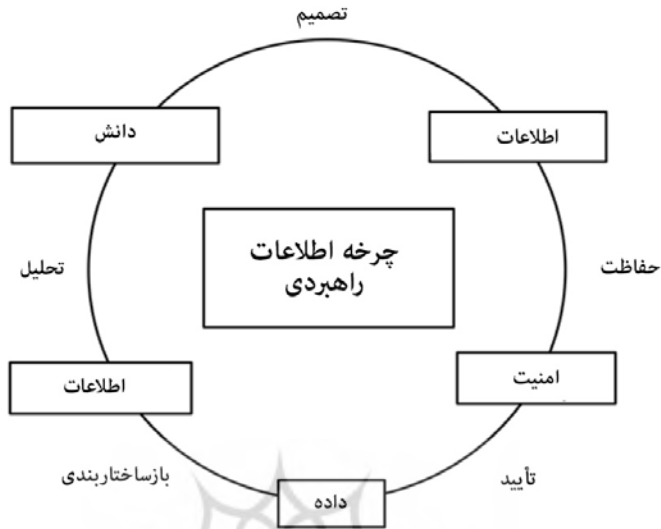 تصمیم
دانش
اطلاعات
چرخه اطلاعات
راهبردی
تحلیل
حفاظت
اطلاعات
امنیت
بازساختاربندی
تأیید
داده